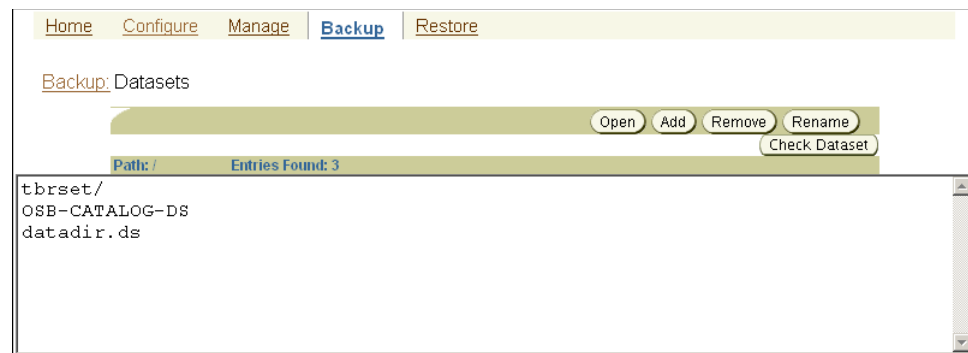 Home Configure Manage Backup Restore
Backup: Datasets
Open Add Remove Rename
Check Dataset
Path: / Entries Found: 3
tbrset/
OSB-CATALOG-DS
datadir.ds